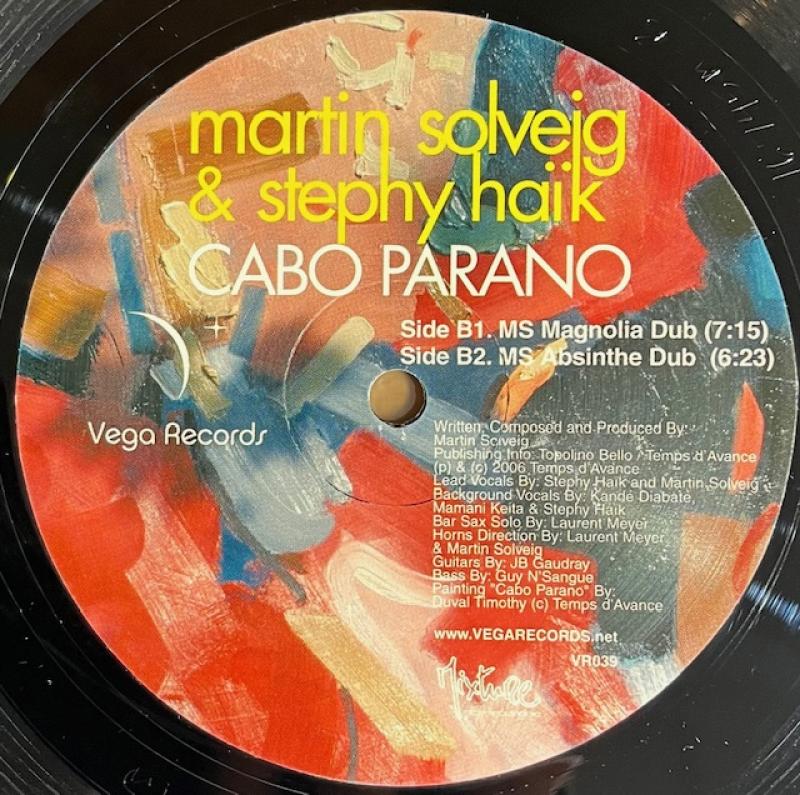 martin solveig
& stephy haïk
CABO PARANO
Side B1. MS Magnolia Dub (7:15)
Side B2. MS Absinthe Dub (6:23)
Vega Records
Written, Composed and Produced By:
Martin Solveig
Publishing Info: Topolino Bello / Temps d'Avance
(p) & (c) 2006 Temps d'Avance
Lead Vocals By: Stephy Haik and Martin Solveig
Background Vocals By: Kandé Diabaté,
Mamani Keita & Stephy Haik
Bar Sax Solo By: Laurent Meyer
Horns Direction By: Laurent Meyer
& Martin Solveig
Guitars By: JB Gaudray
Bass By: Guy N'Sangue
Painting "Cabo Parano" By:
Duval Timothy (c) Temps d'Avance
www.VEGARECORDS.net
VR039
Mixture